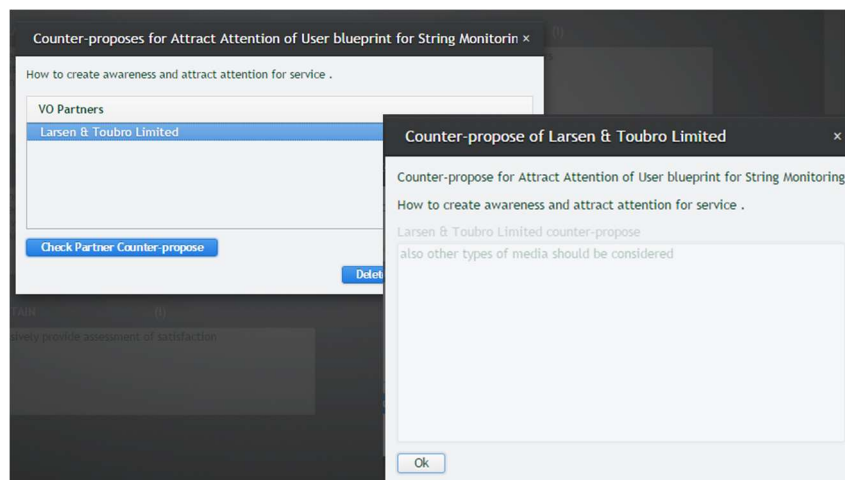 Counter-proposes for Attract Attention of User blueprint for String Monitorin ×
(I)
How to create awareness and attract attention for service .
VO Partners
Larsen & Toubro Limited
Check Partner Counter-propose
Delet
Counter-propose of Larsen & Toubro Limited ×
Counter-propose for Attract Attention of User blueprint for String Monitoring
How to create awareness and attract attention for service .
Larsen & Toubro Limited counter-propose
also other types of media should be considered
Ok
TAIN (I)
sively provide assessment of satisfaction